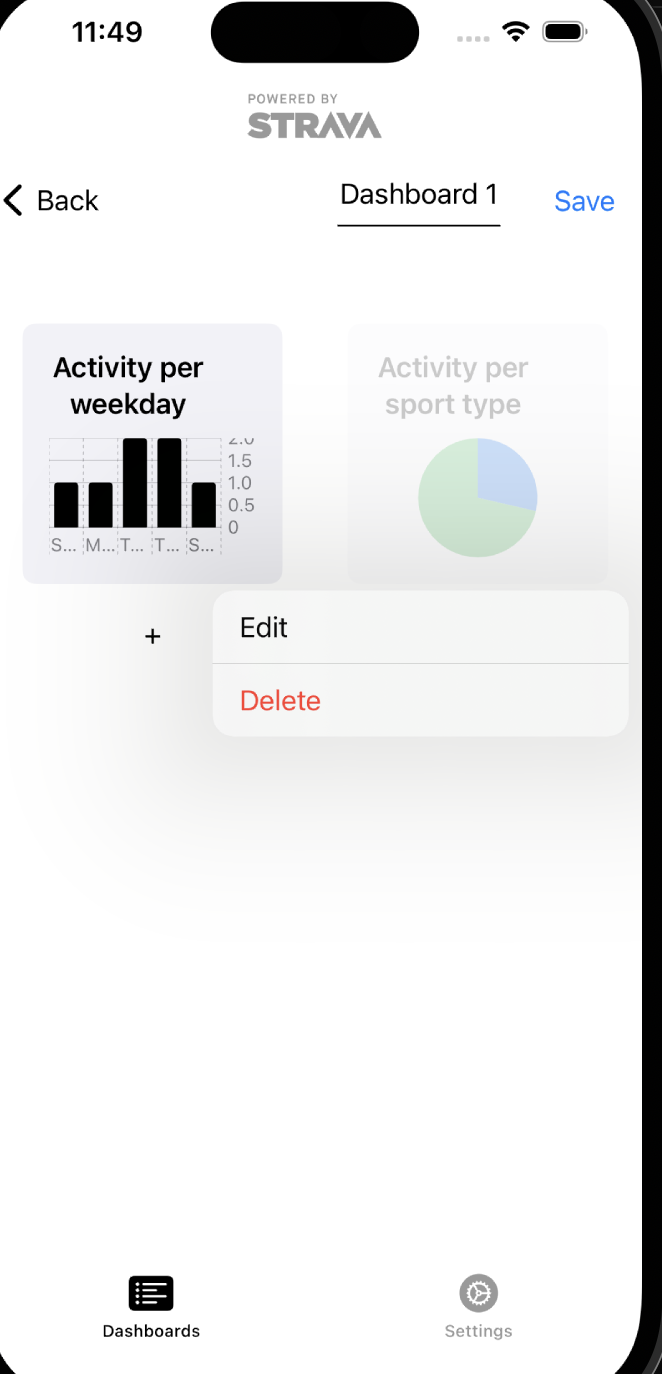 11:49
POWERED BY
STRAVA
Back
Dashboard 1
Save
Activity per
weekday
2.0
1.5
1.0
0.5
0
S... M... T... T... S...
Activity per
sport type
+
Edit
Delete
Dashboards
Settings